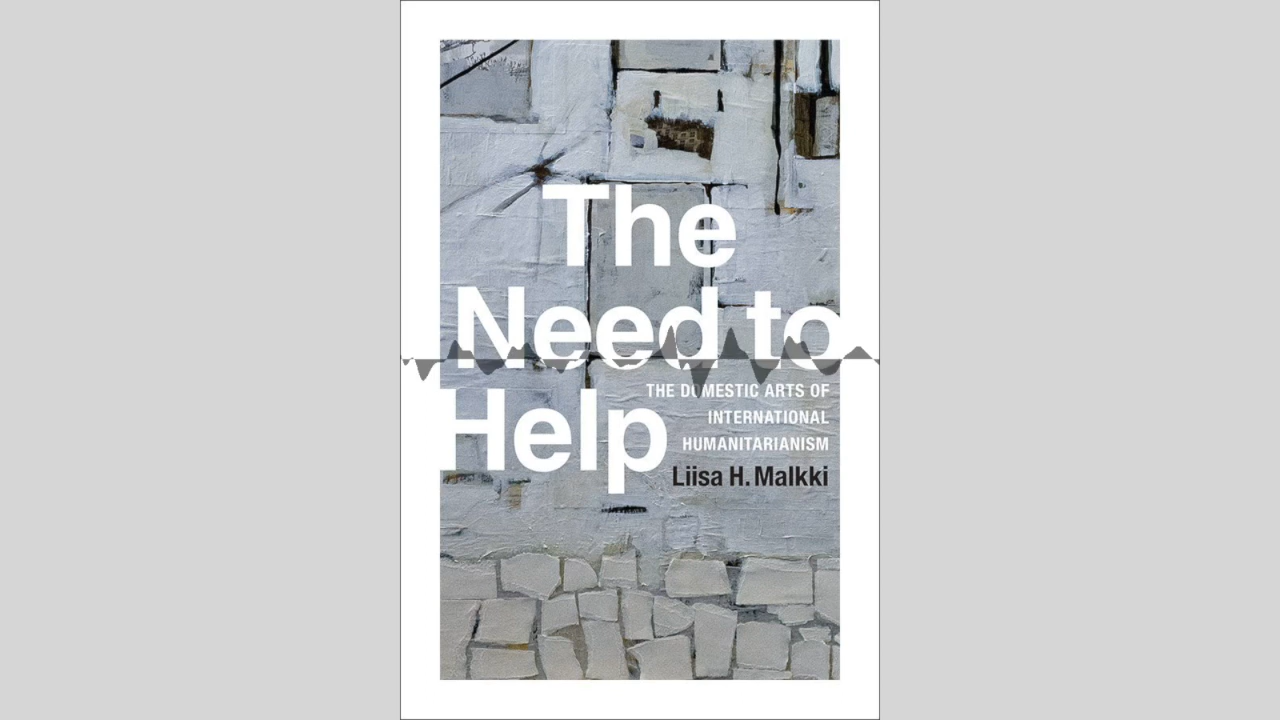 The
Need to
Help
THE DOMESTIC ARTS OF
INTERNATIONAL
HUMANITARIANISM
Liisa H. Malkki